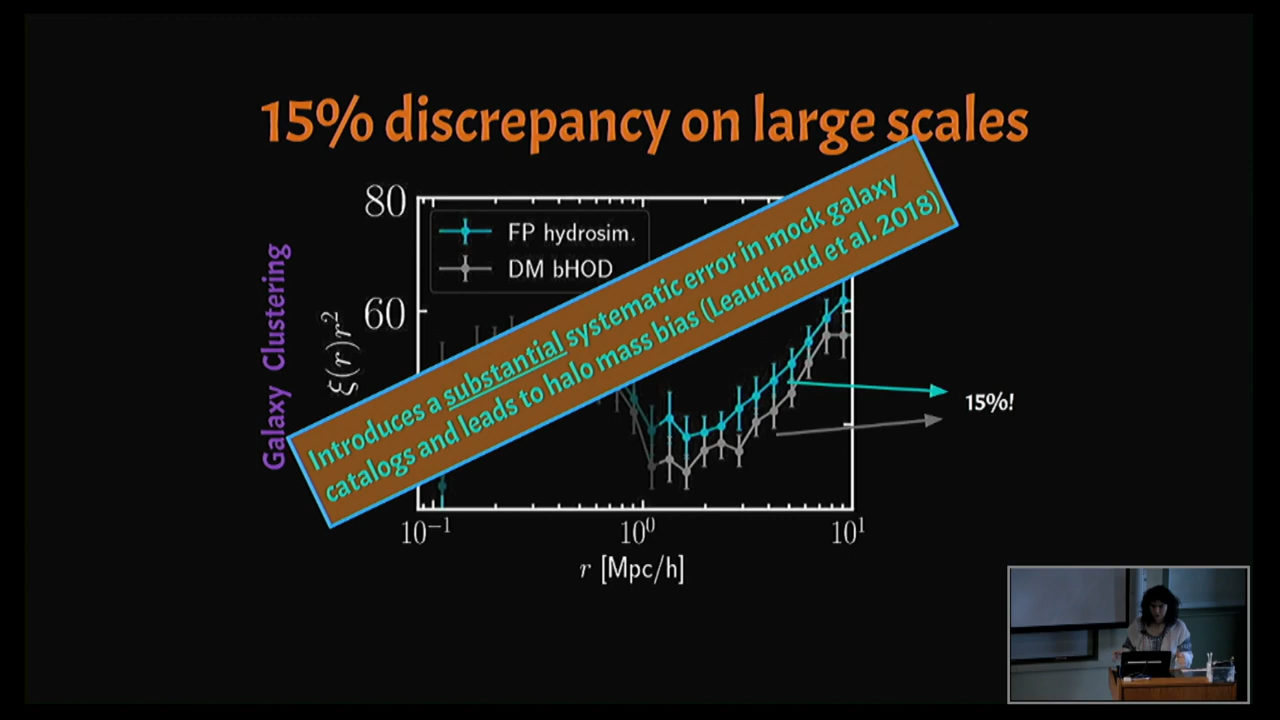 15% discrepancy on large scales
80
FP hydrosim.
DM bHOD
60
Galaxy Clustering
ξ(r)r²
Introduces a substantial systematic error in mock galaxy
catalogs and leads to halo mass bias (Leauthaud et al. 2018)
15%!
10⁻¹
10⁰
10¹
r [Mpc/h]